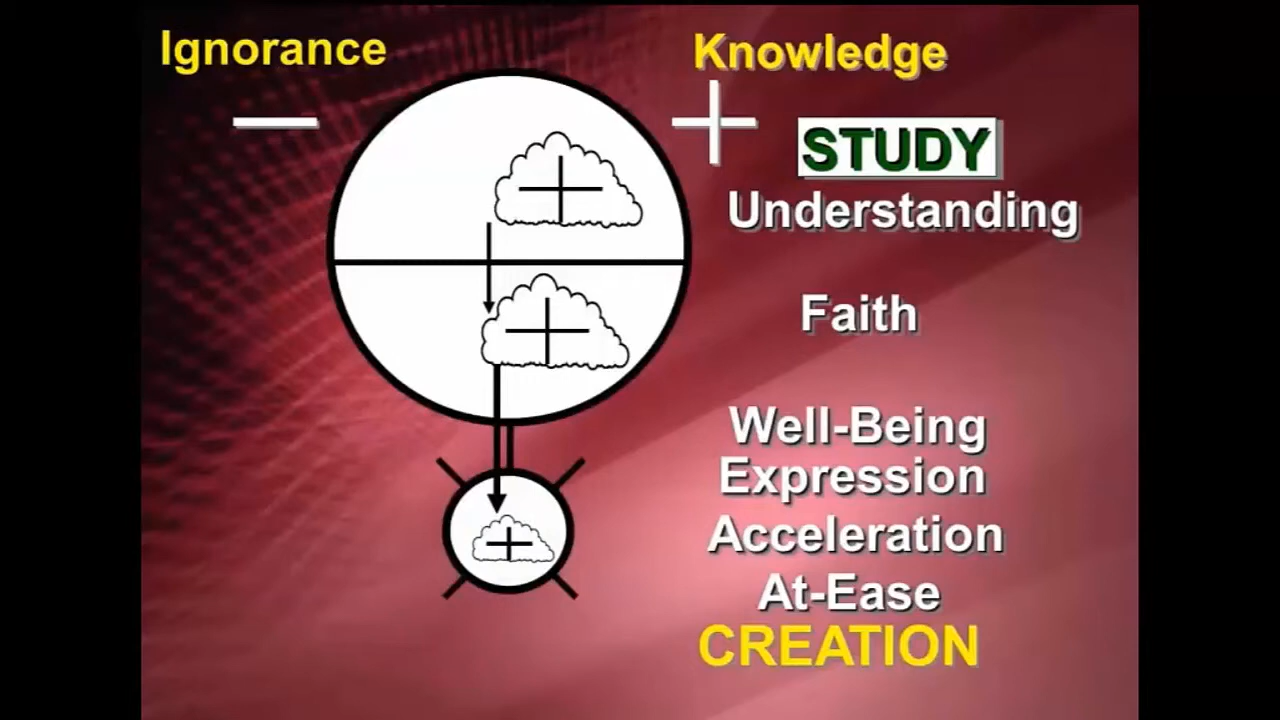 Ignorance
Knowledge
STUDY
Understanding
Faith
Well-Being
Expression
Acceleration
At-Ease
CREATION